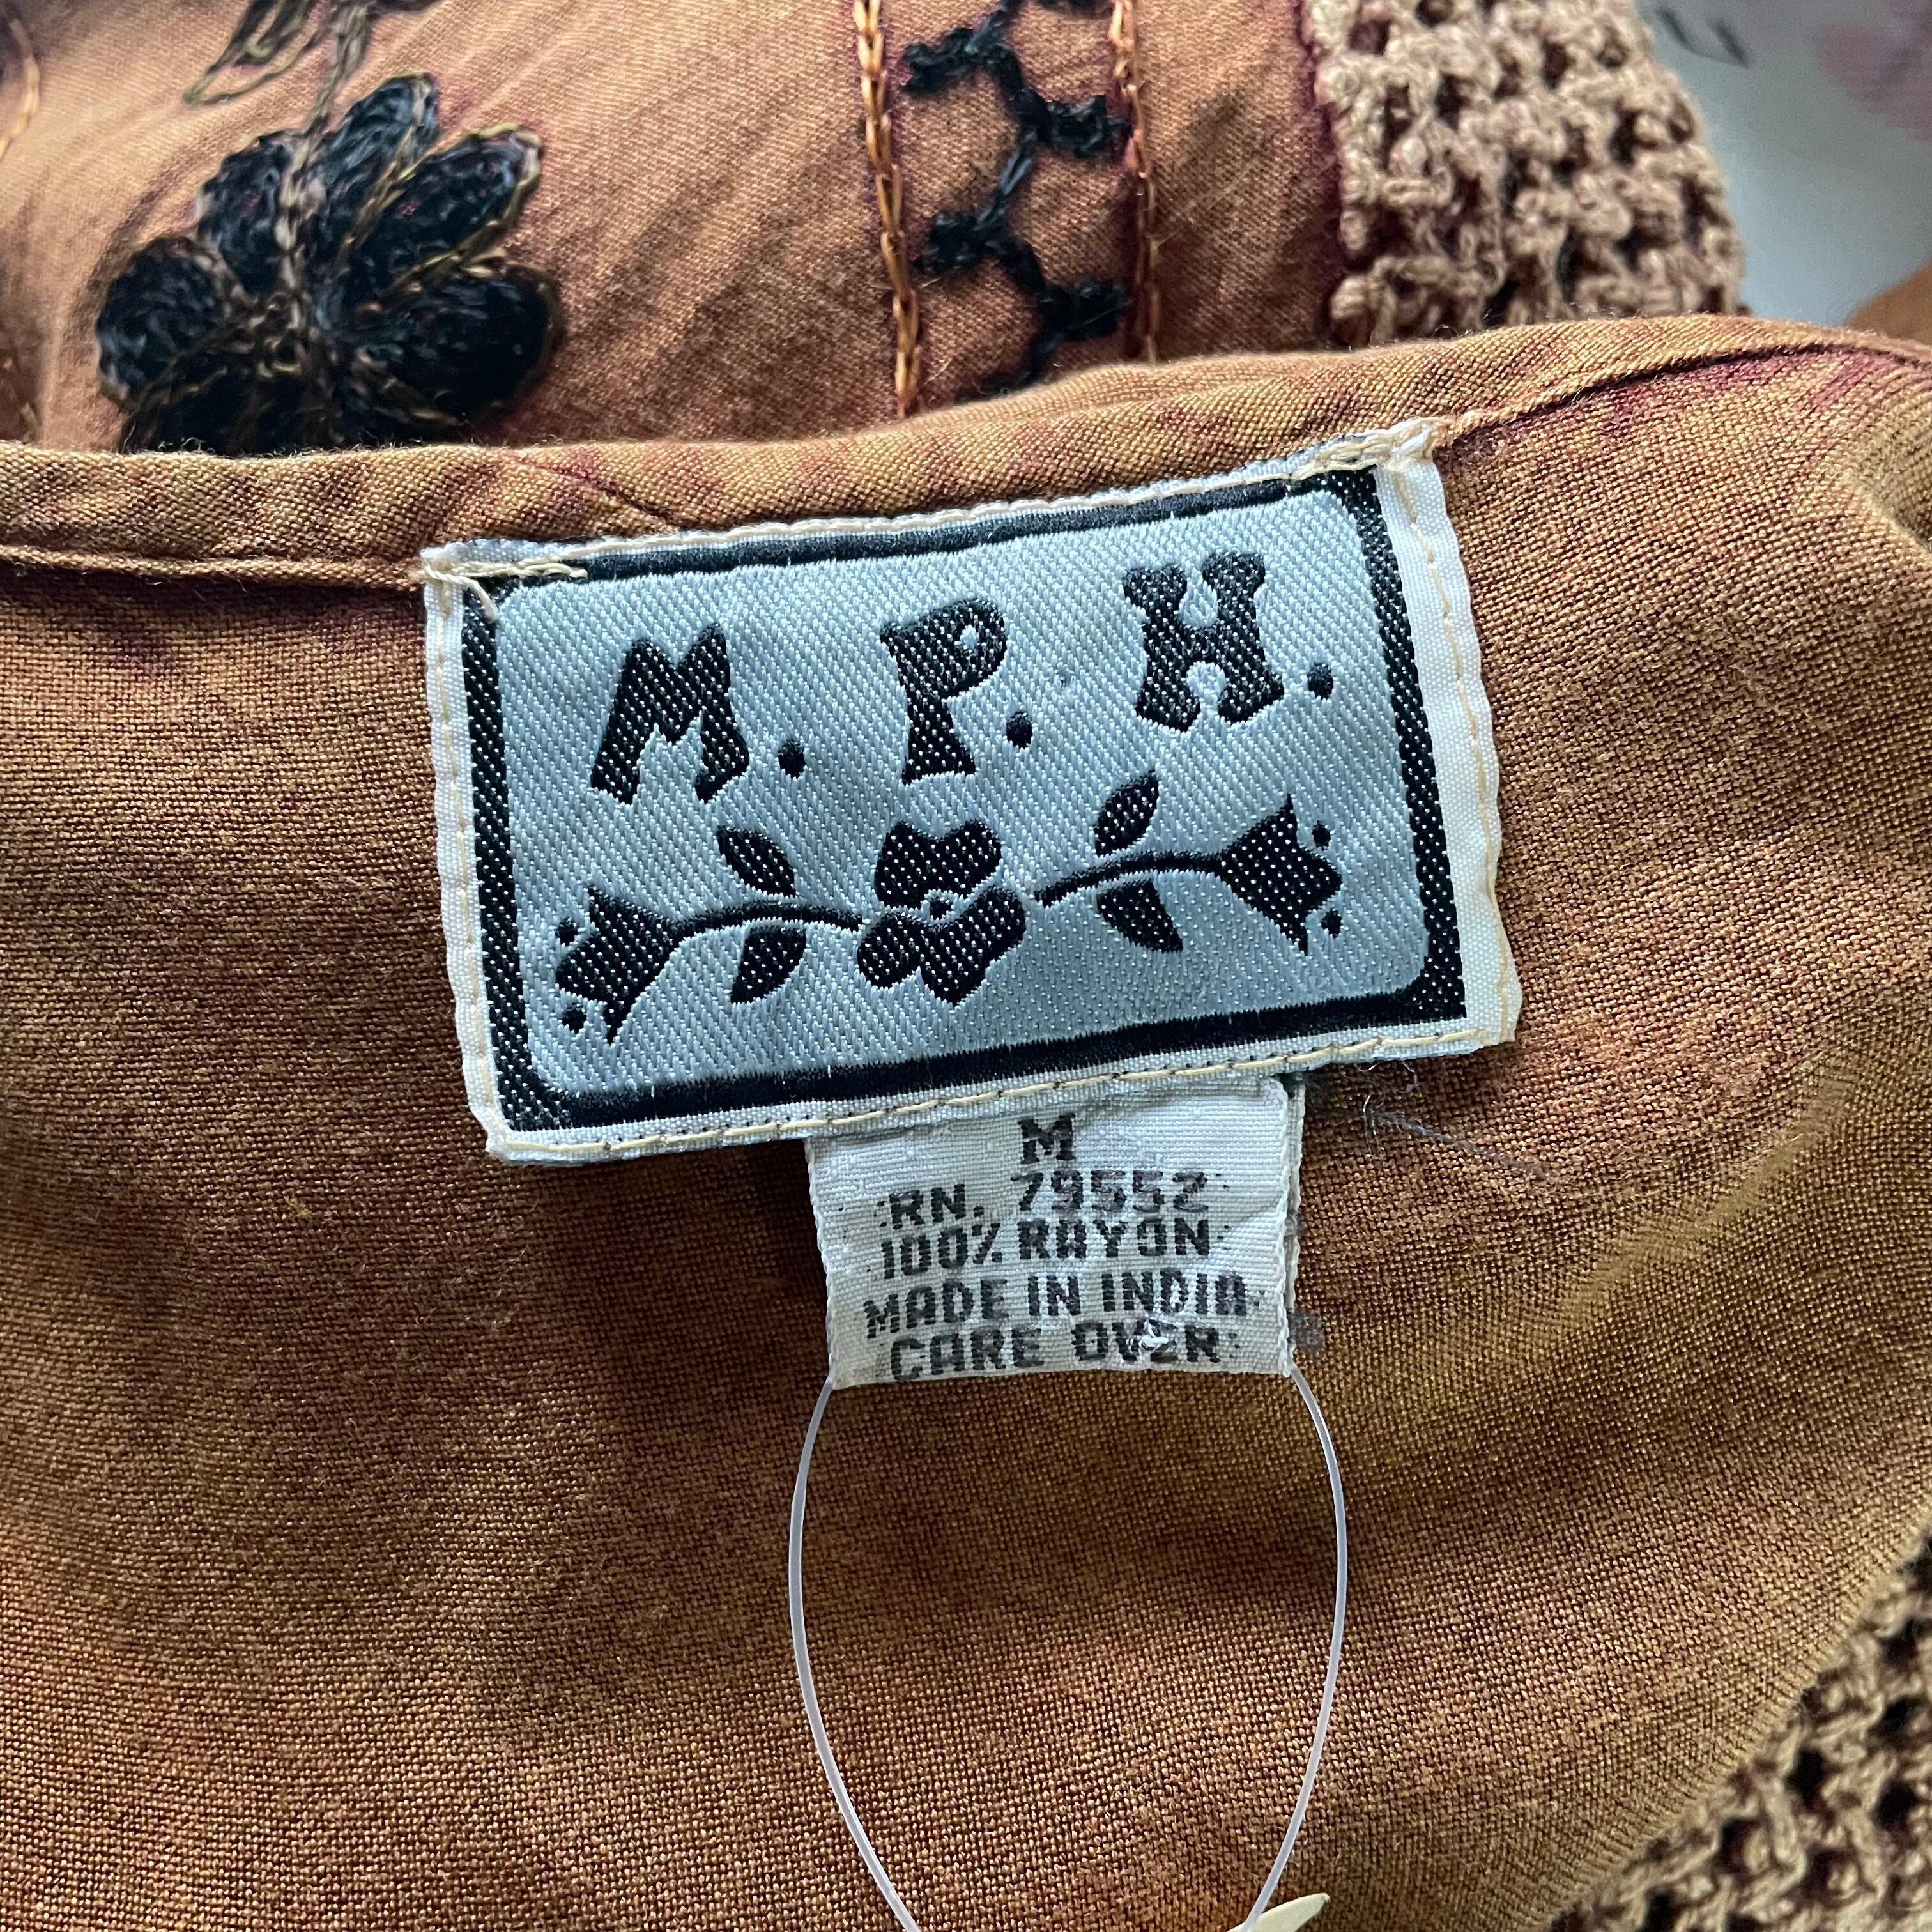 M. P. H.
M
RN. 79552
100% RAYON
MADE IN INDIA
CARE OVER